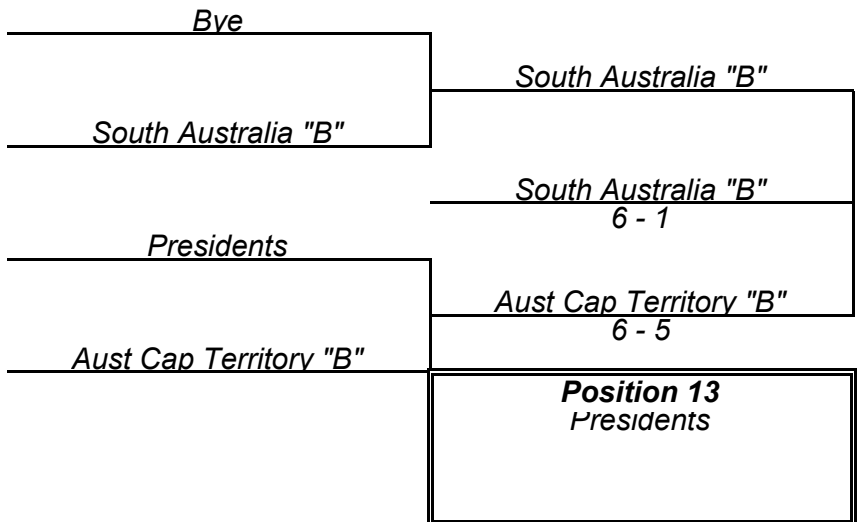 Bye
South Australia "B"
South Australia "B"
South Australia "B"
6 - 1
Presidents
Aust Cap Territory "B"
6 - 5
Aust Cap Territory "B"
Position 13
Presidents